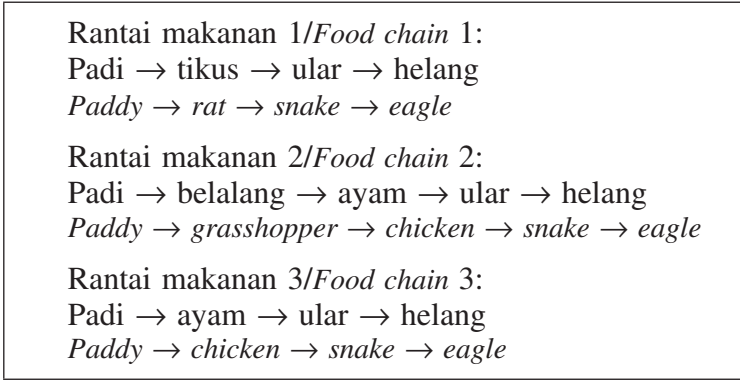 Rantai makanan 1/Food chain 1:
Padi → tikus → ular → helang
Paddy → rat → snake → eagle
Rantai makanan 2/Food chain 2:
Padi → belalang → ayam → ular → helang
Paddy → grasshopper → chicken → snake → eagle
Rantai makanan 3/Food chain 3:
Padi → ayam → ular → helang
Paddy → chicken → snake → eagle